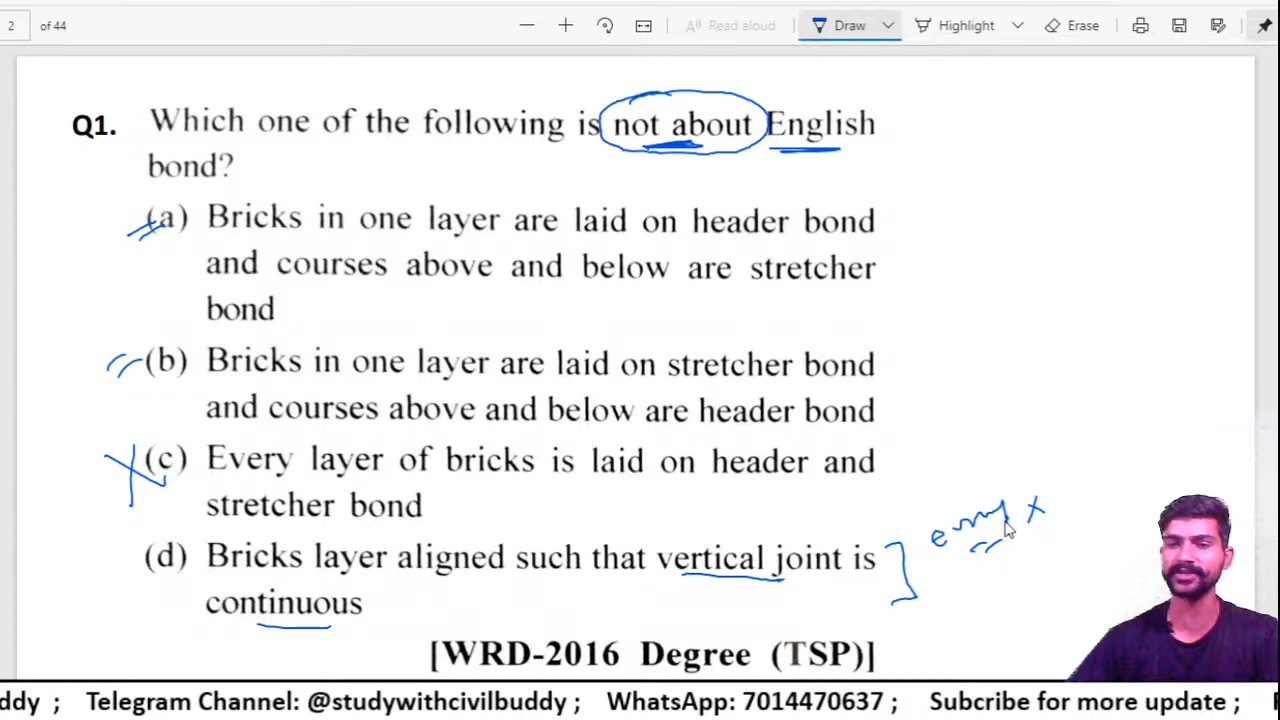 2 of 44 Read aloud Draw Highlight Erase
Q1. Which one of the following is not about English
bond?
(a) Bricks in one layer are laid on header bond
and courses above and below are stretcher
bond
(b) Bricks in one layer are laid on stretcher bond
and courses above and below are header bond
(c) Every layer of bricks is laid on header and
stretcher bond
(d) Bricks layer aligned such that vertical joint is
continuous
[WRD-2016 Degree (TSP)]
ddy ; Telegram Channel: @studywithcivilbuddy ; WhatsApp: 7014470637 ; Subcribe for more update ;